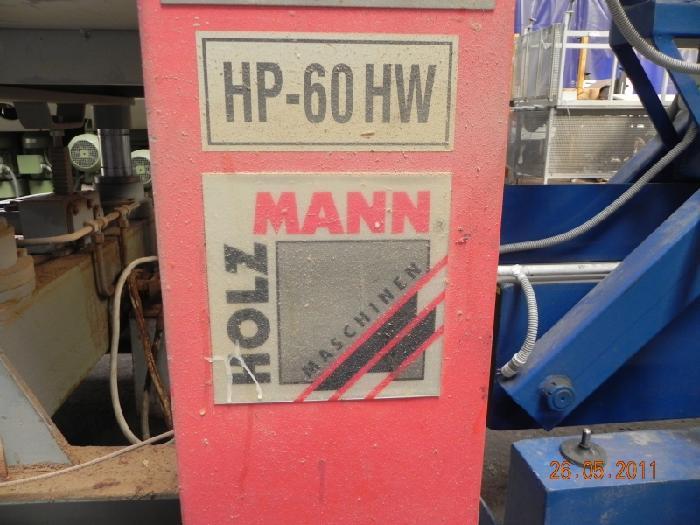 HP-60 HW
MANN
HOLZ
MASCHINEN
26.05.2011